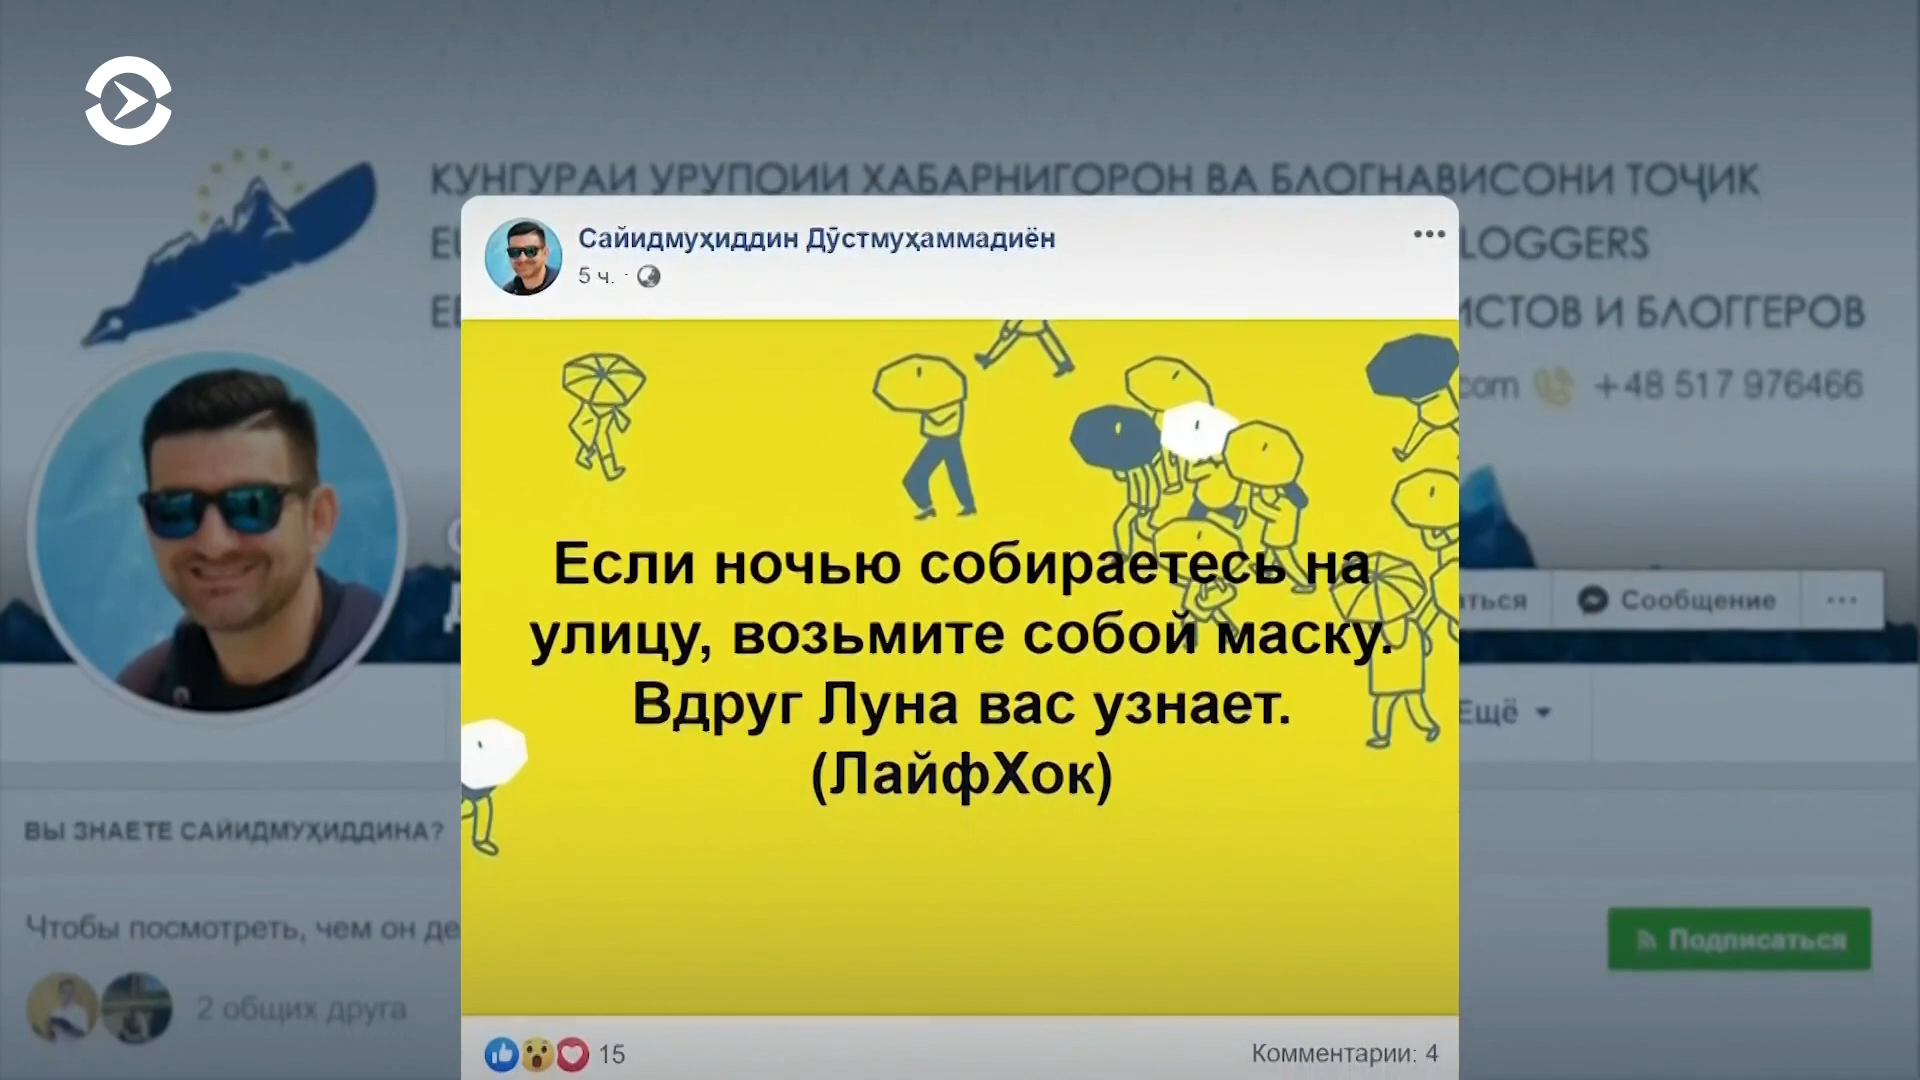 КУНГУРАИ УРУПОИИ ХАБАРНИГОРОН ВА БЛОГНАВИСОНИ ТОҶИК
LOGGERS
ИСТОВ И БЛОГГЕРОВ
com +48 517 976466
Сайидмуҳиддин Дӯстмуҳаммадиён
5 ч.
Если ночью собираетесь на
улицу, возьмите собой маску.
Вдруг Луна вас узнает.
(ЛайфХок)
аться Сообщение
Ещё
ВЫ ЗНАЕТЕ САЙИДМУҲИДДИНА?
Чтобы посмотреть, чем он де
Подписаться
2 общих друга
15
Комментарии: 4